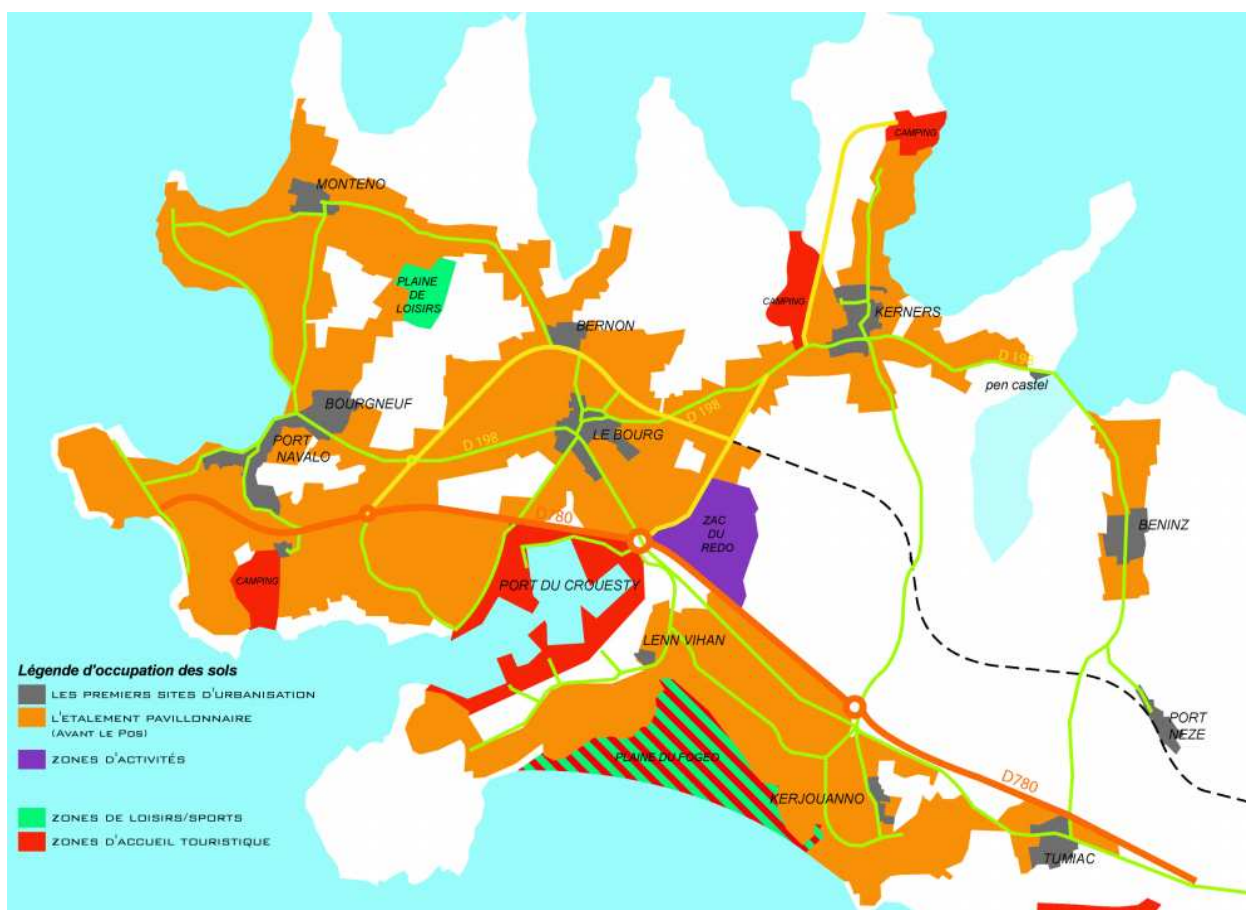 CAMPING
MONTENO
PLAINE
DE
LOISIRS
CAMPING
KERNERS
BERNON
D 198
pen castel
BOURGNEUF
D 198
LE BOURG
D 198
PORT
NAVALO
D780
ZAC
DU
REDO
BENINZ
CAMPING
PORT DU CROUESTY
LENN VIHAN
Légende d'occupation des sols
LES PREMIERS SITES D'URBANISATION
L'ETALEMENT PAVILLONNAIRE
(AVANT LE POS)
ZONES D'ACTIVITÉS
ZONES DE LOISIRS/SPORTS
ZONES D'ACCUEIL TOURISTIQUE
PORT
NEZE
PLAINE DU FOGEO
KERJOUANNO
D780
TUMIAC